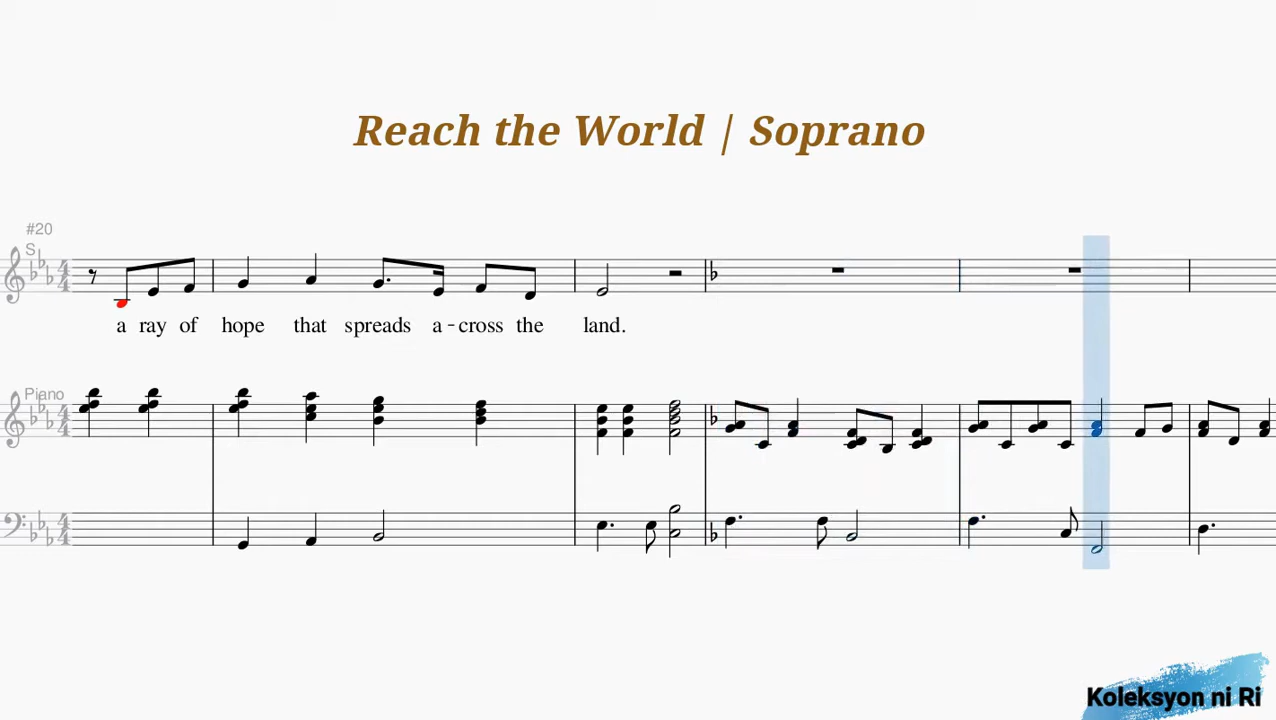 Reach the World | Soprano
#20
S
a ray of hope that spreads a - cross the land.
Piano
Koleksyon ni Ri